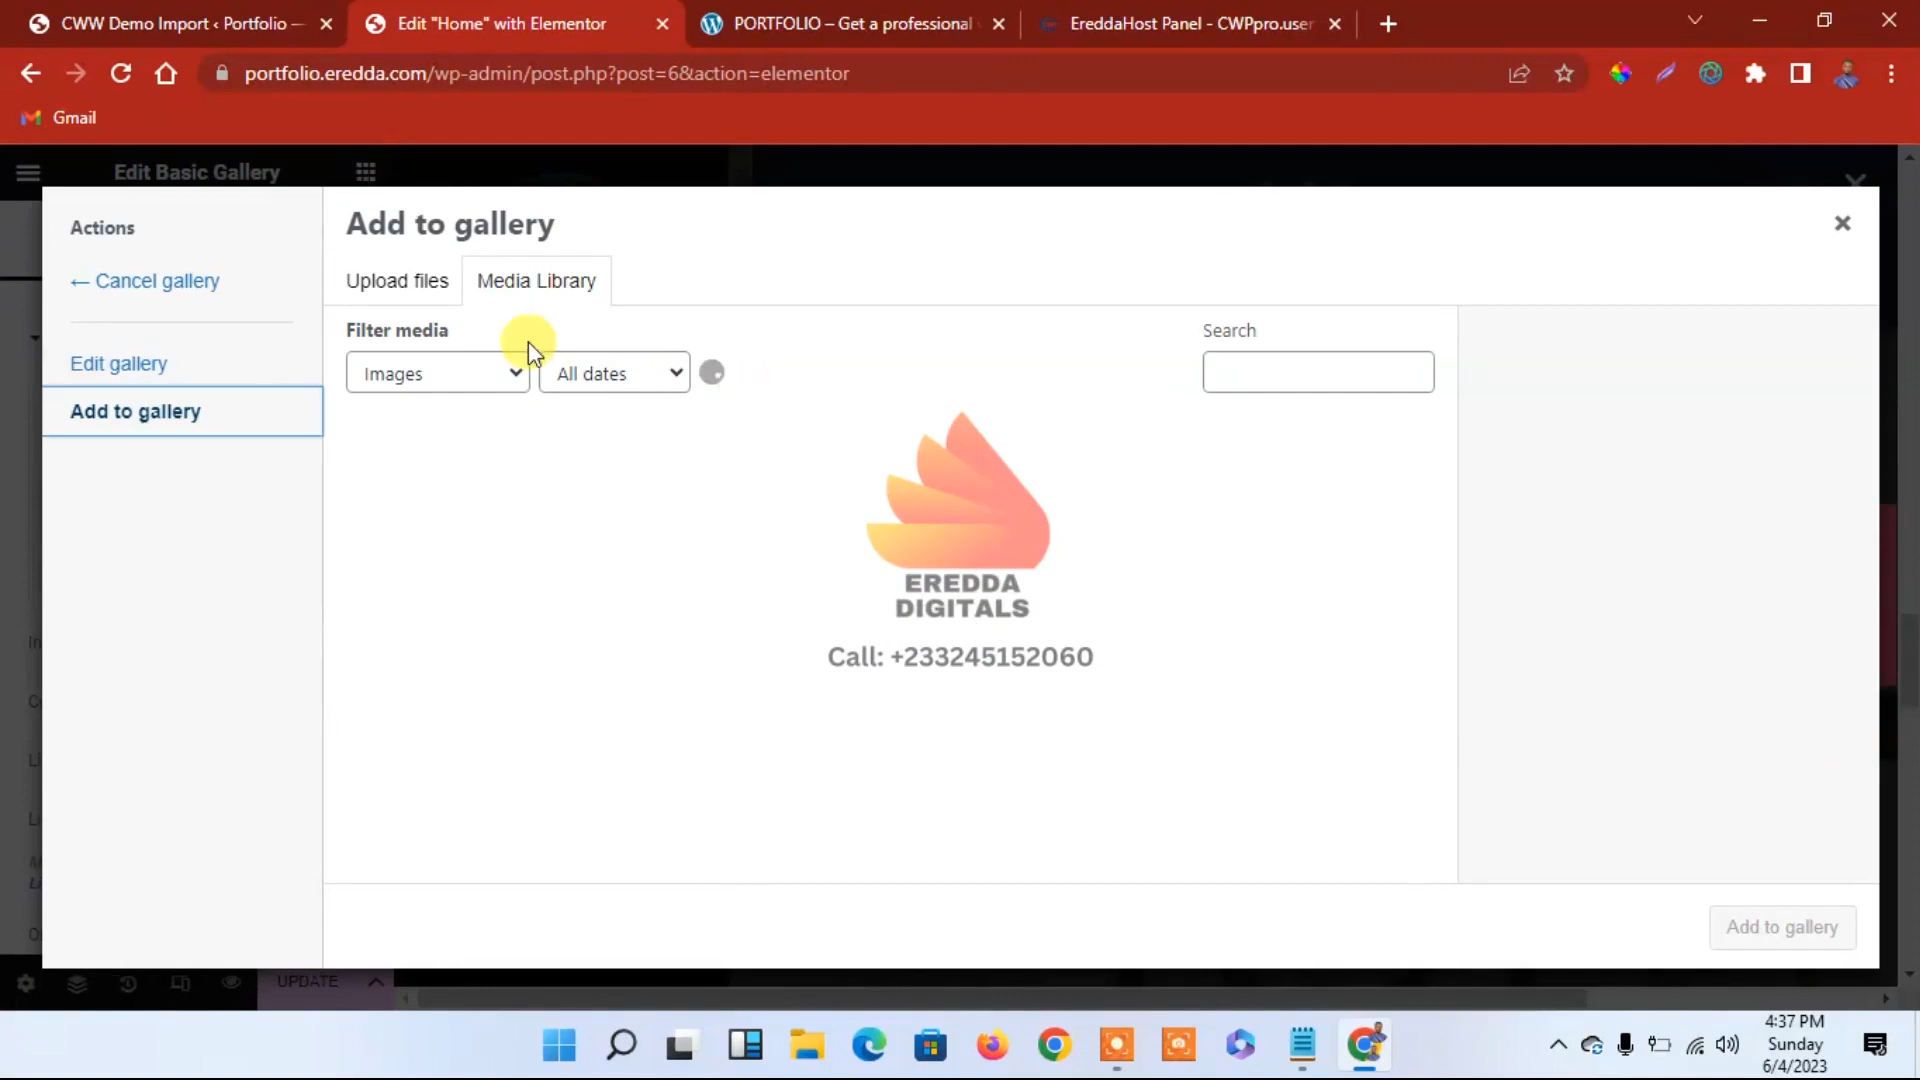 CWW Demo Import ‹ Portfolio —
Edit "Home" with Elementor
PORTFOLIO – Get a professional
EreddaHost Panel - CWPpro.user
portfolio.eredda.com/wp-admin/post.php?post=6&action=elementor
Gmail
Edit Basic Gallery
Actions
← Cancel gallery
Edit gallery
Add to gallery
Add to gallery
Upload files
Media Library
Filter media
Images
All dates
Search
EREDDA
DIGITALS
Call: +233245152060
Add to gallery
UPDATE
4:37 PM
Sunday
6/4/2023